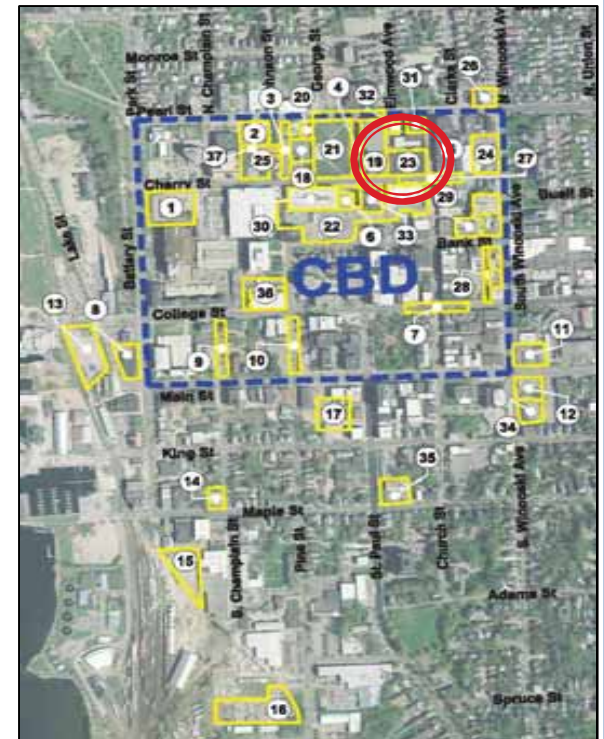 Monroe St
Park St
N. Champlain St
Johnson St
George St
Elmwood Ave
Clarke St
N. Winooski Ave
N. Union St
Pearl St
31
26
3
20
4
32
2
37
25
21
19
23
24
27
18
Cherry St
1
30
22
6
33
29
Buell St
Bank St
South Winooski Ave
Lake St
Battery St
CBD
36
28
13
8
College St
7
9
10
11
Main St
17
12
34
King St
14
35
Maple St
S. Champlain St
Pine St
St. Paul St
Church St
S. Winooski Ave
15
Adams St
16
Spruce St